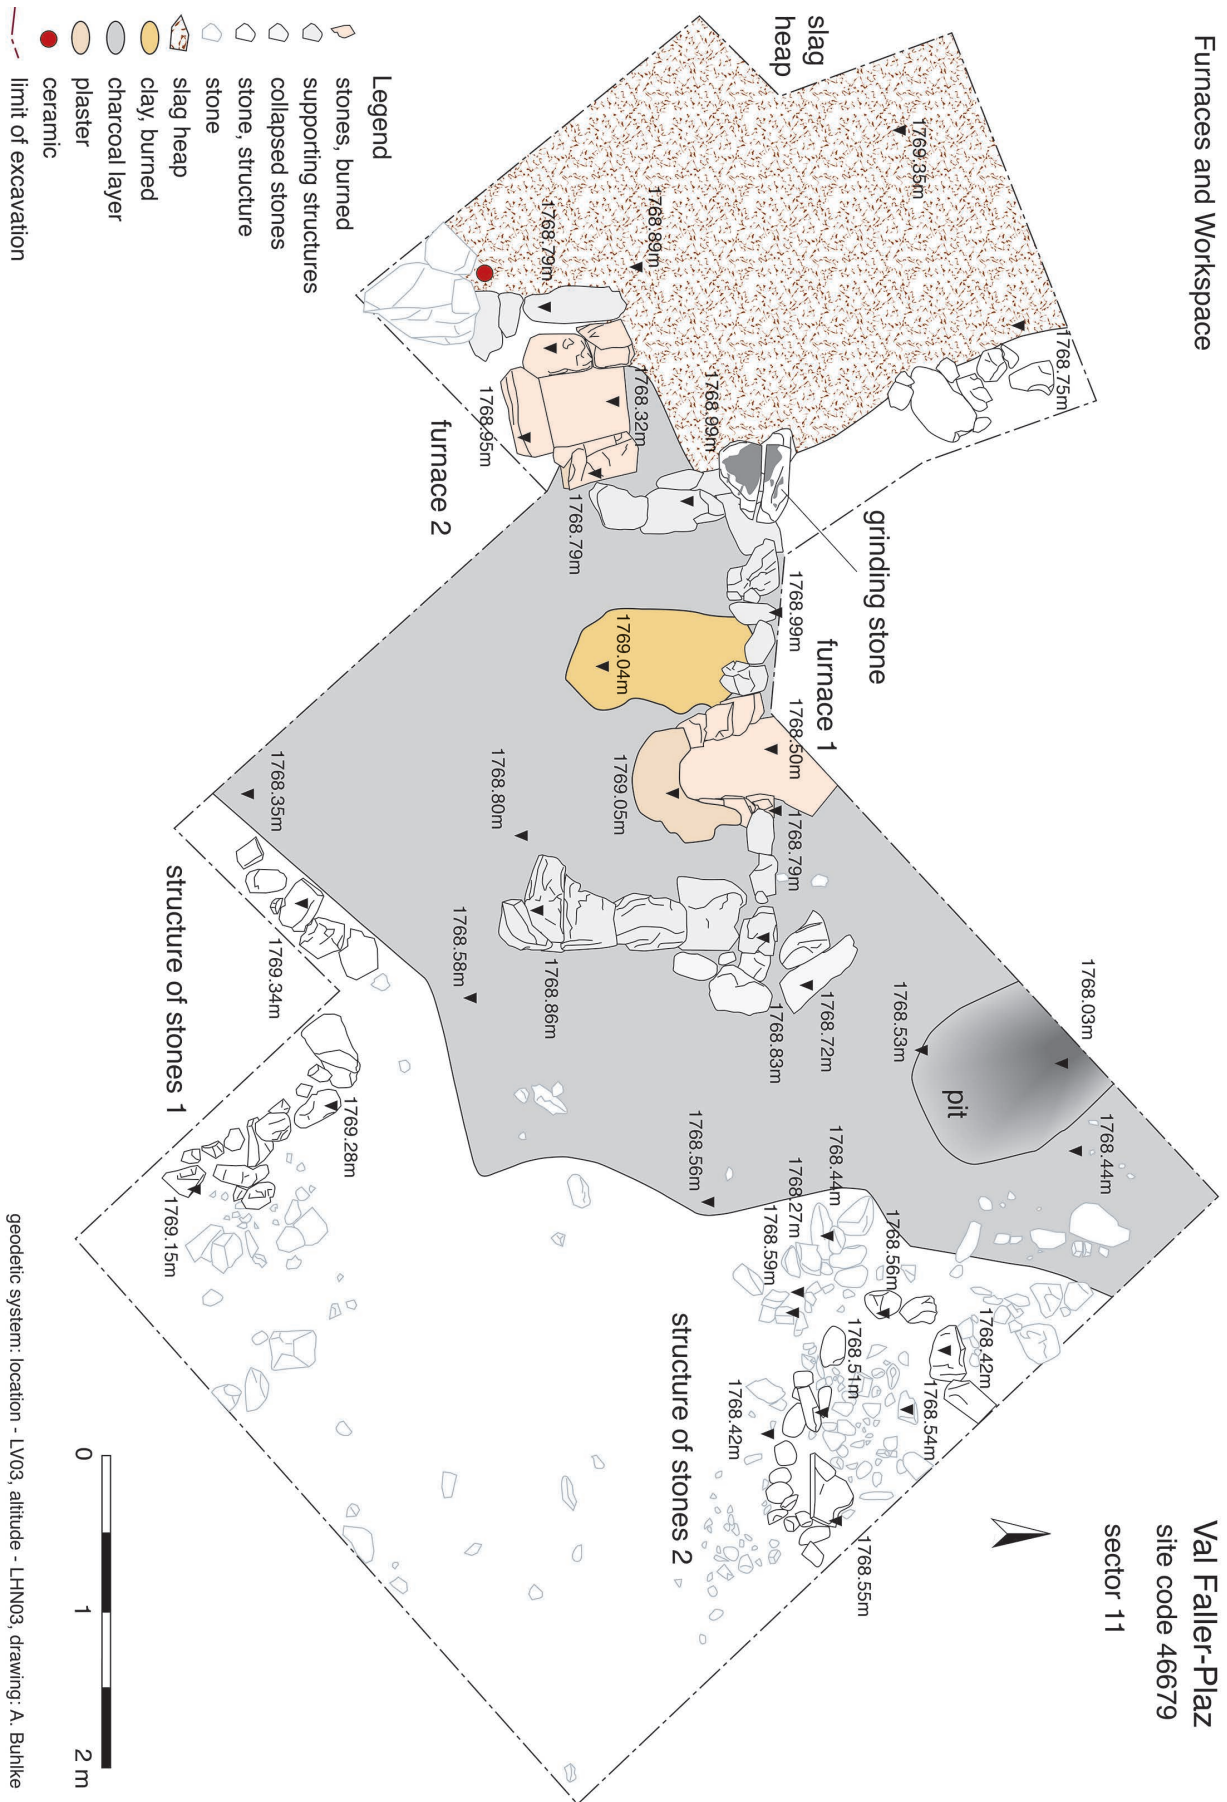 Furnaces and Workspace
Val Faller-Plaz
site code 46679
sector 11
slag
heap
1769.35m
1768.89m
1768.79m
1768.75m
1768.99m
1768.32m
1768.95m
furnace 2
1768.79m
grinding stone
1768.99m
furnace 1
1769.04m
1768.50m
1769.05m
1768.79m
1768.80m
1768.35m
structure of stones 1
1769.34m
1768.58m
1768.86m
1768.83m
1768.72m
1768.53m
1768.03m
pit
1768.44m
1769.28m
1769.15m
1768.56m
1768.44m
1768.27m
1768.59m
1768.56m
1768.42m
1768.51m
1768.54m
1768.42m
structure of stones 2
1768.55m
Legend
stones, burned
supporting structures
collapsed stones
stone, structure
stone
slag heap
clay, burned
charcoal layer
plaster
ceramic
limit of excavation
0 1 2 m
geodetic system: location - LV03, altitude - LHN03, drawing: A. Buhlke